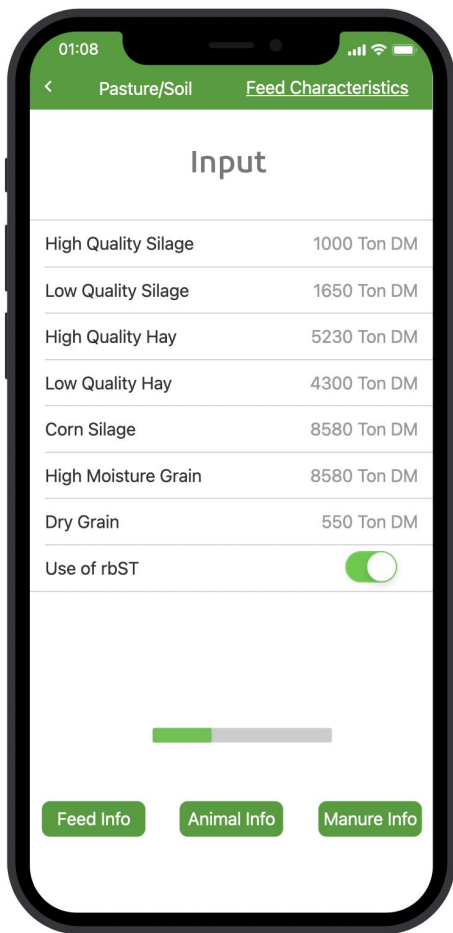 01:08
Pasture/Soil Feed Characteristics
Input
High Quality Silage 1000 Ton DM
Low Quality Silage 1650 Ton DM
High Quality Hay 5230 Ton DM
Low Quality Hay 4300 Ton DM
Corn Silage 8580 Ton DM
High Moisture Grain 8580 Ton DM
Dry Grain 550 Ton DM
Use of rbST
Feed Info Animal Info Manure Info